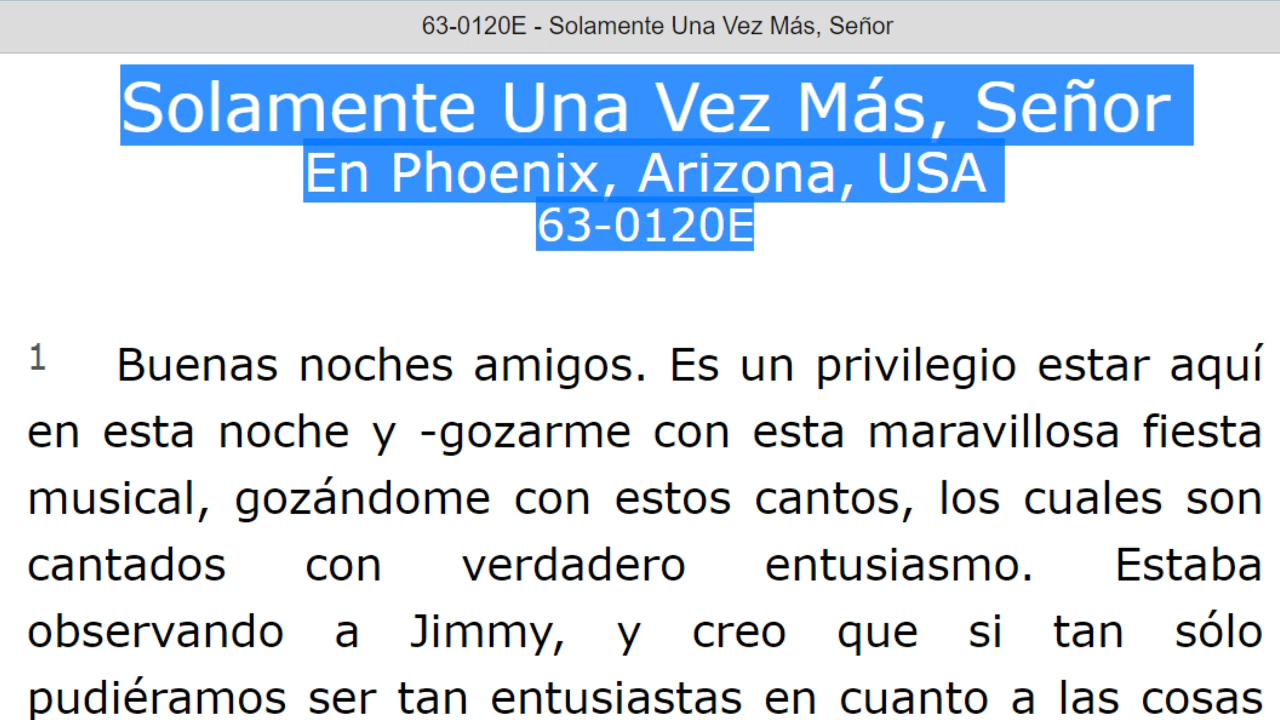 63-0120E - Solamente Una Vez Más, Señor
Solamente Una Vez Más, Señor
En Phoenix, Arizona, USA
63-0120E
1 Buenas noches amigos. Es un privilegio estar aquí
en esta noche y -gozarme con esta maravillosa fiesta
musical, gozándome con estos cantos, los cuales son
cantados con verdadero entusiasmo. Estaba
observando a Jimmy, y creo que si tan sólo
pudiéramos ser tan entusiastas en cuanto a las cosas